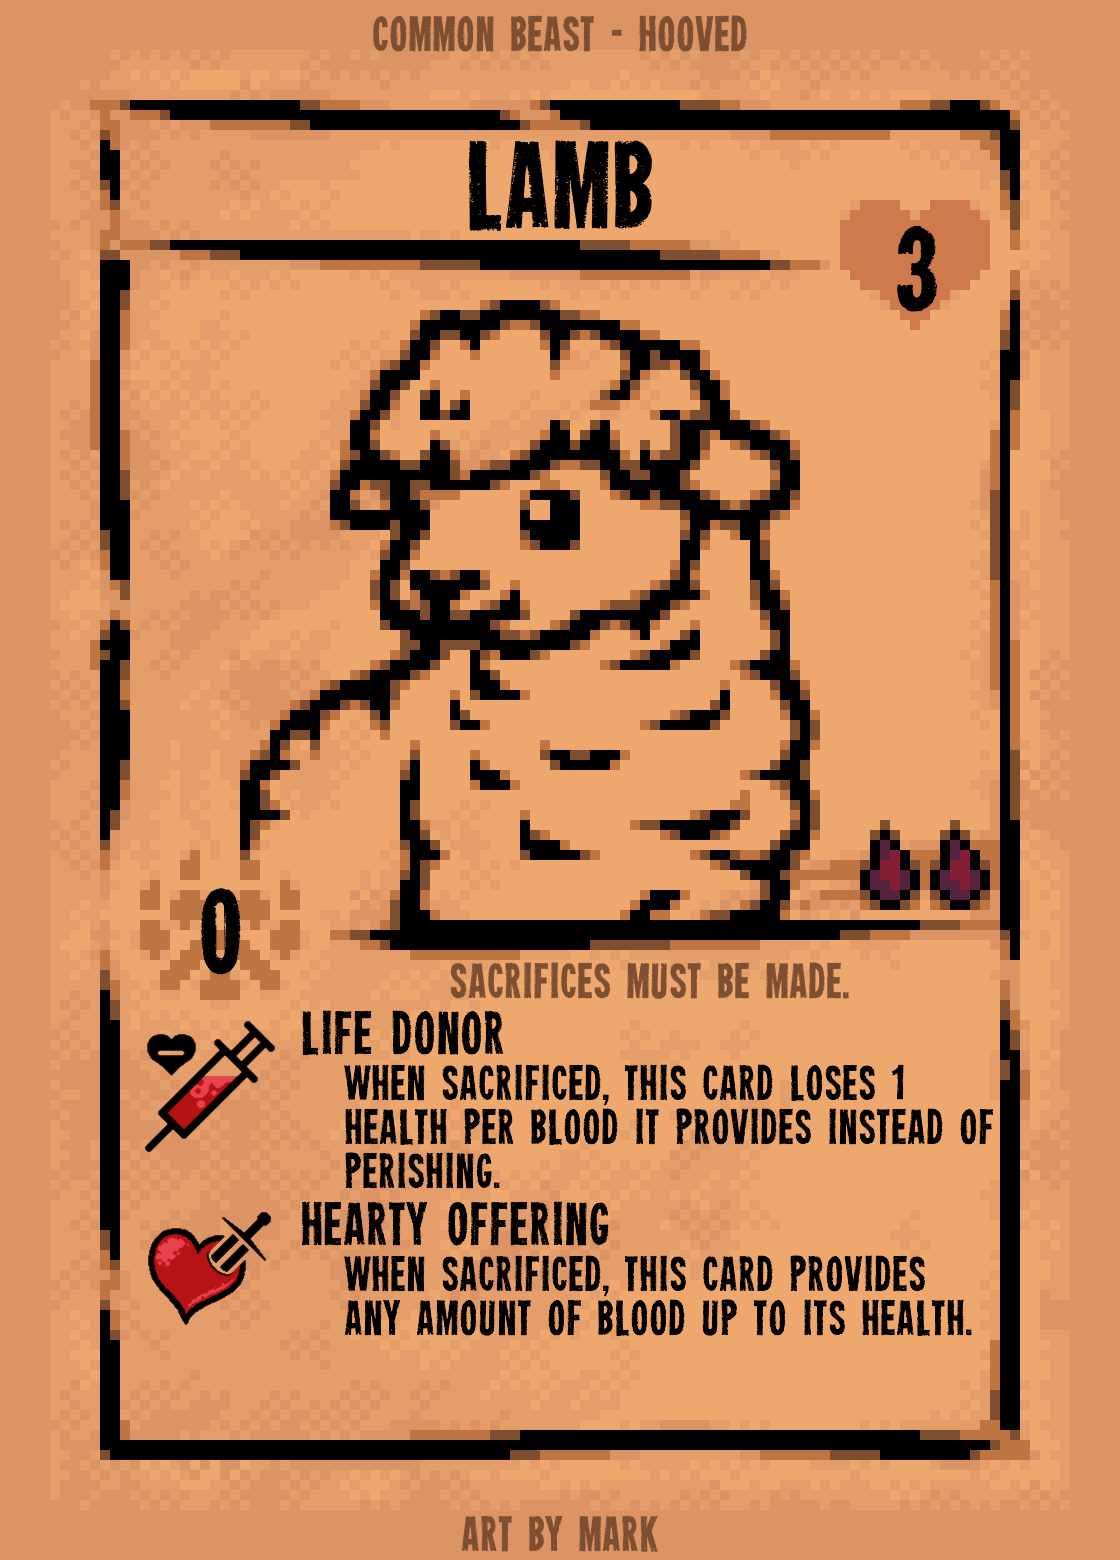 COMMON BEAST - HOOVED
LAMB
3
0
SACRIFICES MUST BE MADE.
LIFE DONOR
WHEN SACRIFICED, THIS CARD LOSES 1
HEALTH PER BLOOD IT PROVIDES INSTEAD OF
PERISHING.
HEARTY OFFERING
WHEN SACRIFICED, THIS CARD PROVIDES
ANY AMOUNT OF BLOOD UP TO ITS HEALTH.
ART BY MARK